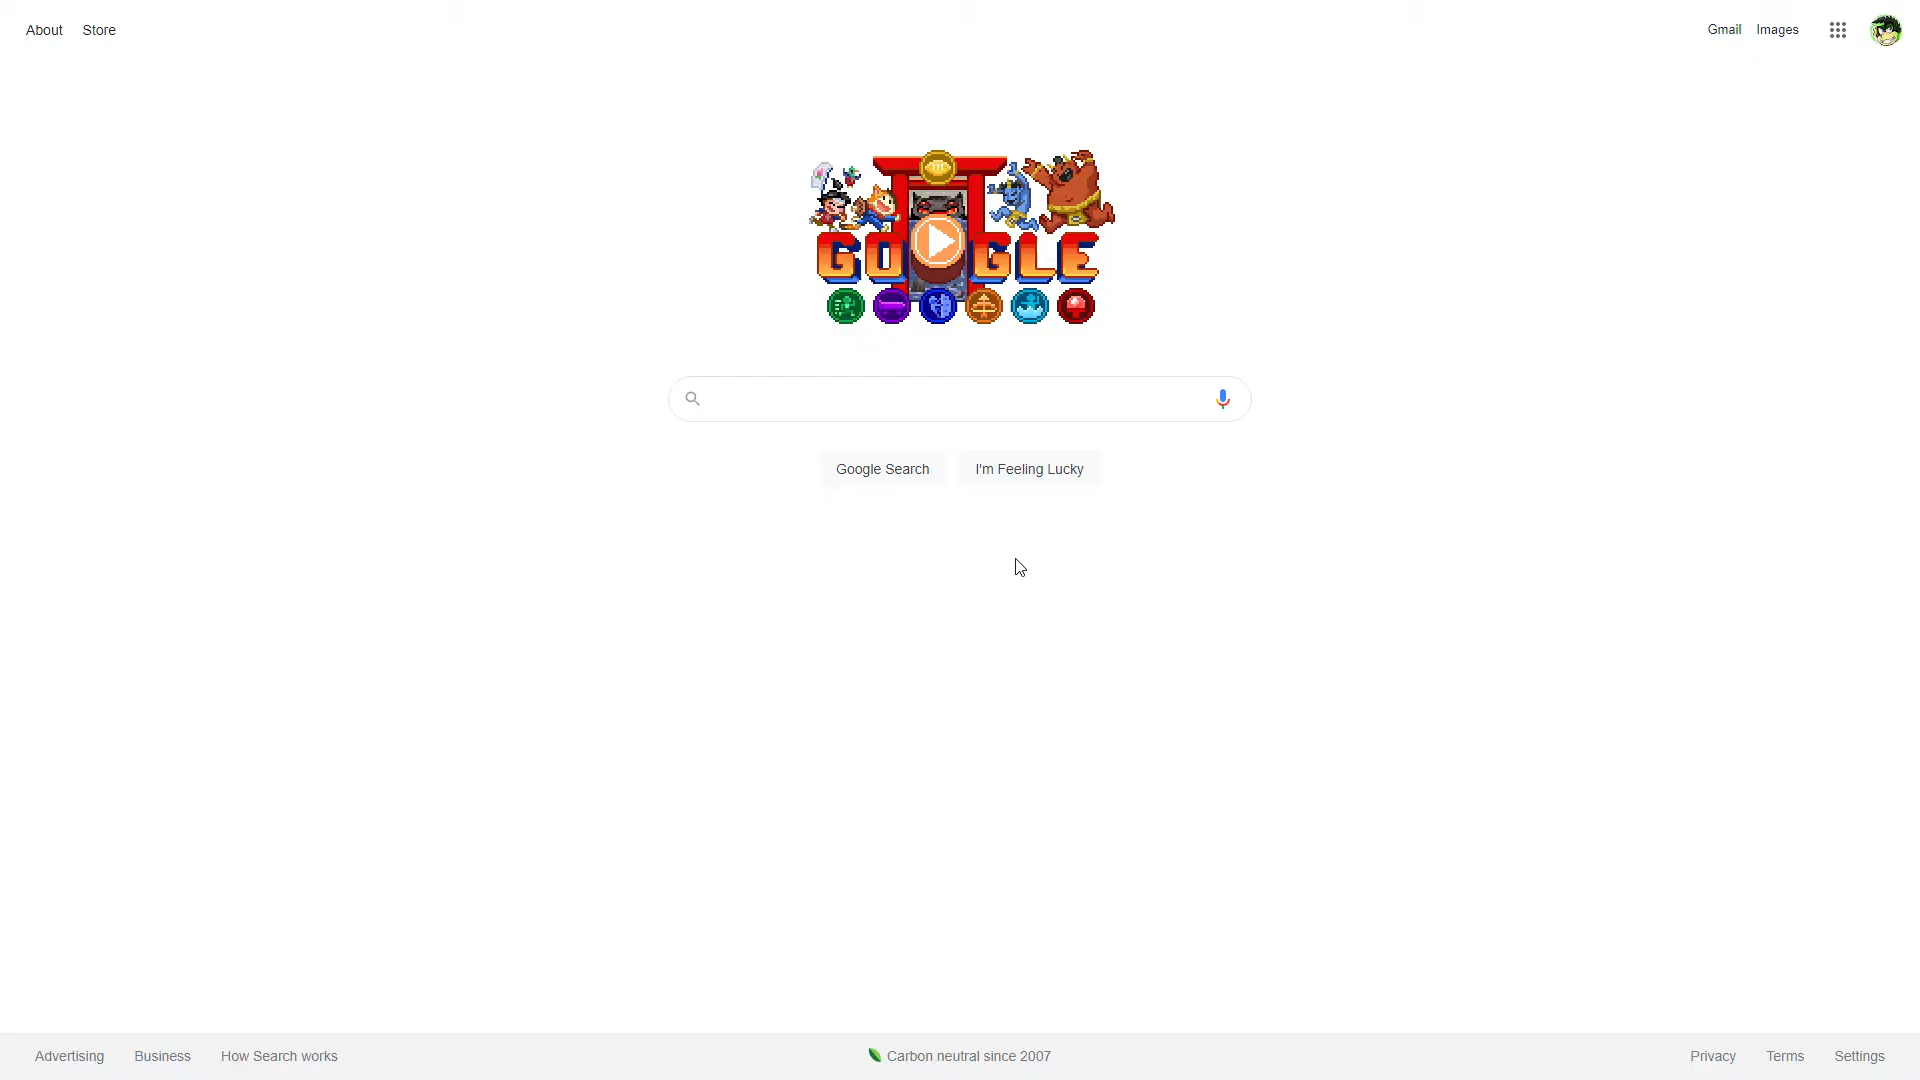 About Store
Gmail Images
GOOGLE
Google Search I'm Feeling Lucky
Advertising Business How Search works
Carbon neutral since 2007
Privacy Terms Settings